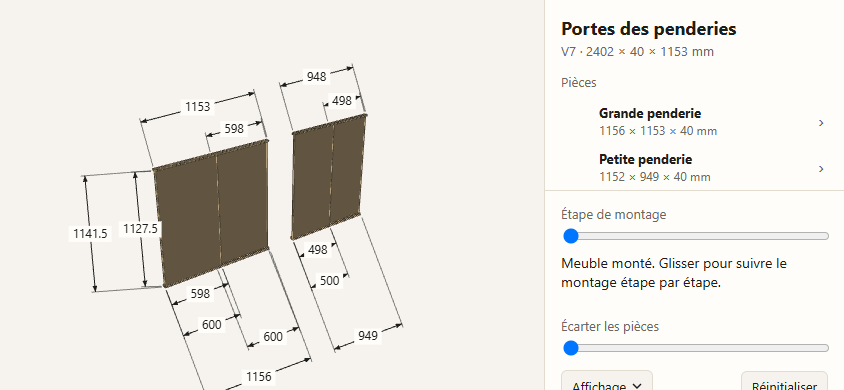 Portes des penderies
V7 · 2402 × 40 × 1153 mm
Pièces
Grande penderie
1156 × 1153 × 40 mm
Petite penderie
1152 × 949 × 40 mm
Étape de montage
Meuble monté. Glisser pour suivre le
montage étape par étape.
Écarter les pièces
Affichage
Réinitialiser
948
498
1153
598
1141.5
1127.5
498
500
598
600
600
949
1156